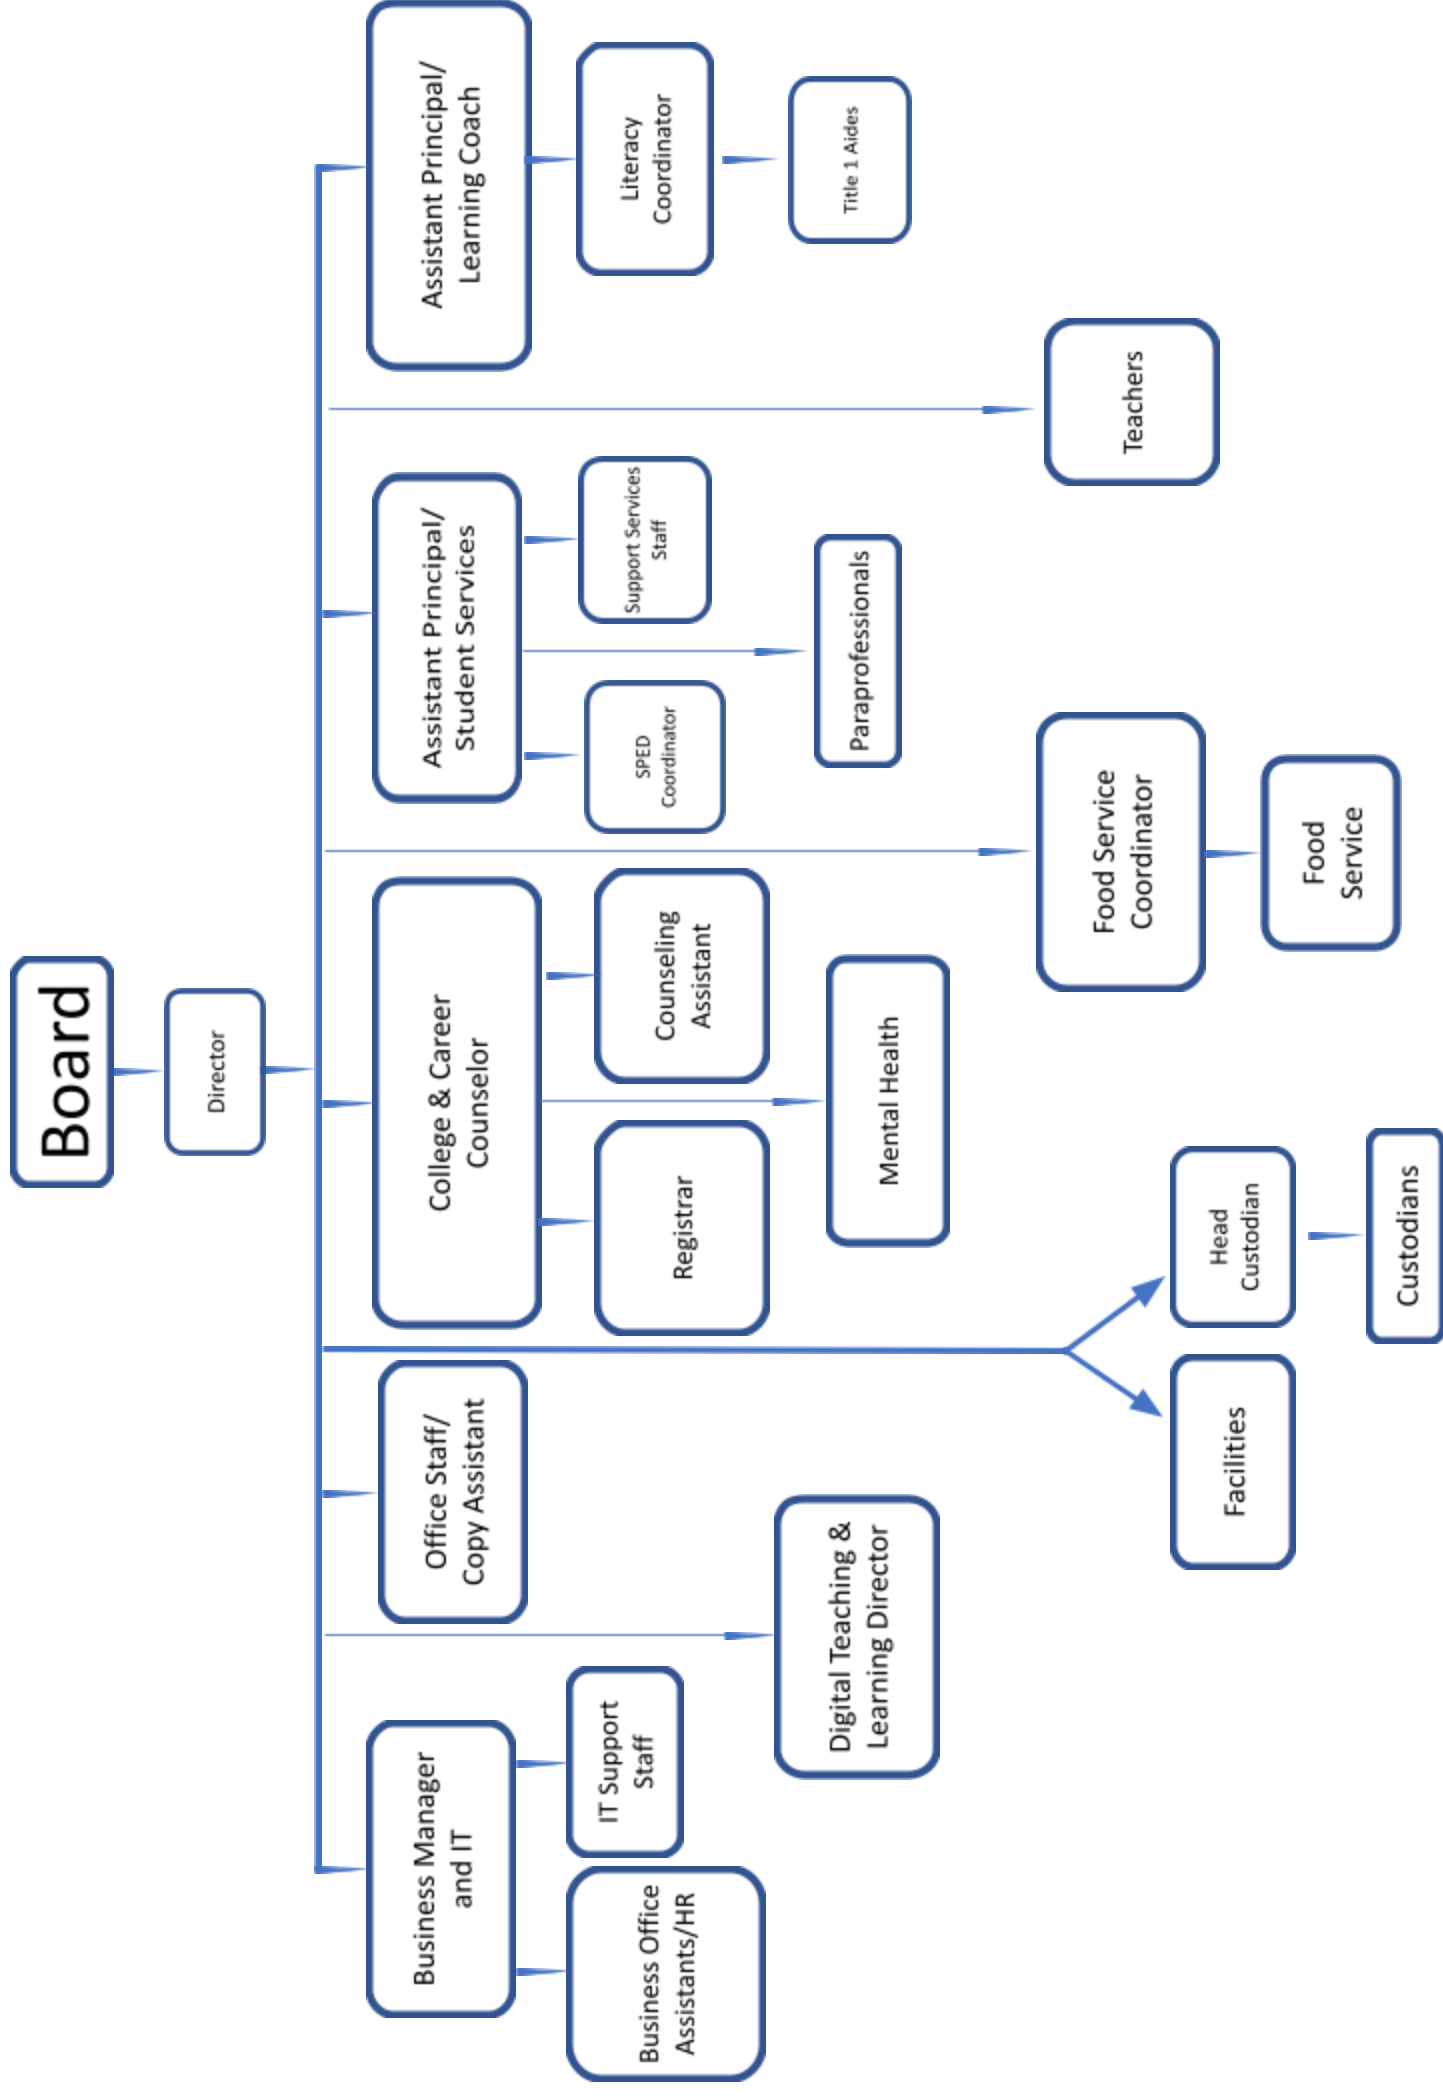 Board
Director
Business Manager
and IT
Office Staff/
Copy Assistant
College & Career
Counselor
Assistant Principal/
Student Services
Assistant Principal/
Learning Coach
Business Office
Assistants/HR
IT Support
Staff
Registrar
Counseling
Assistant
SPED
Coordinator
Support Services
Staff
Literacy
Coordinator
Digital Teaching &
Learning Director
Mental Health
Paraprofessionals
Title 1 Aides
Food Service
Coordinator
Teachers
Facilities
Head
Custodian
Food
Service
Custodians